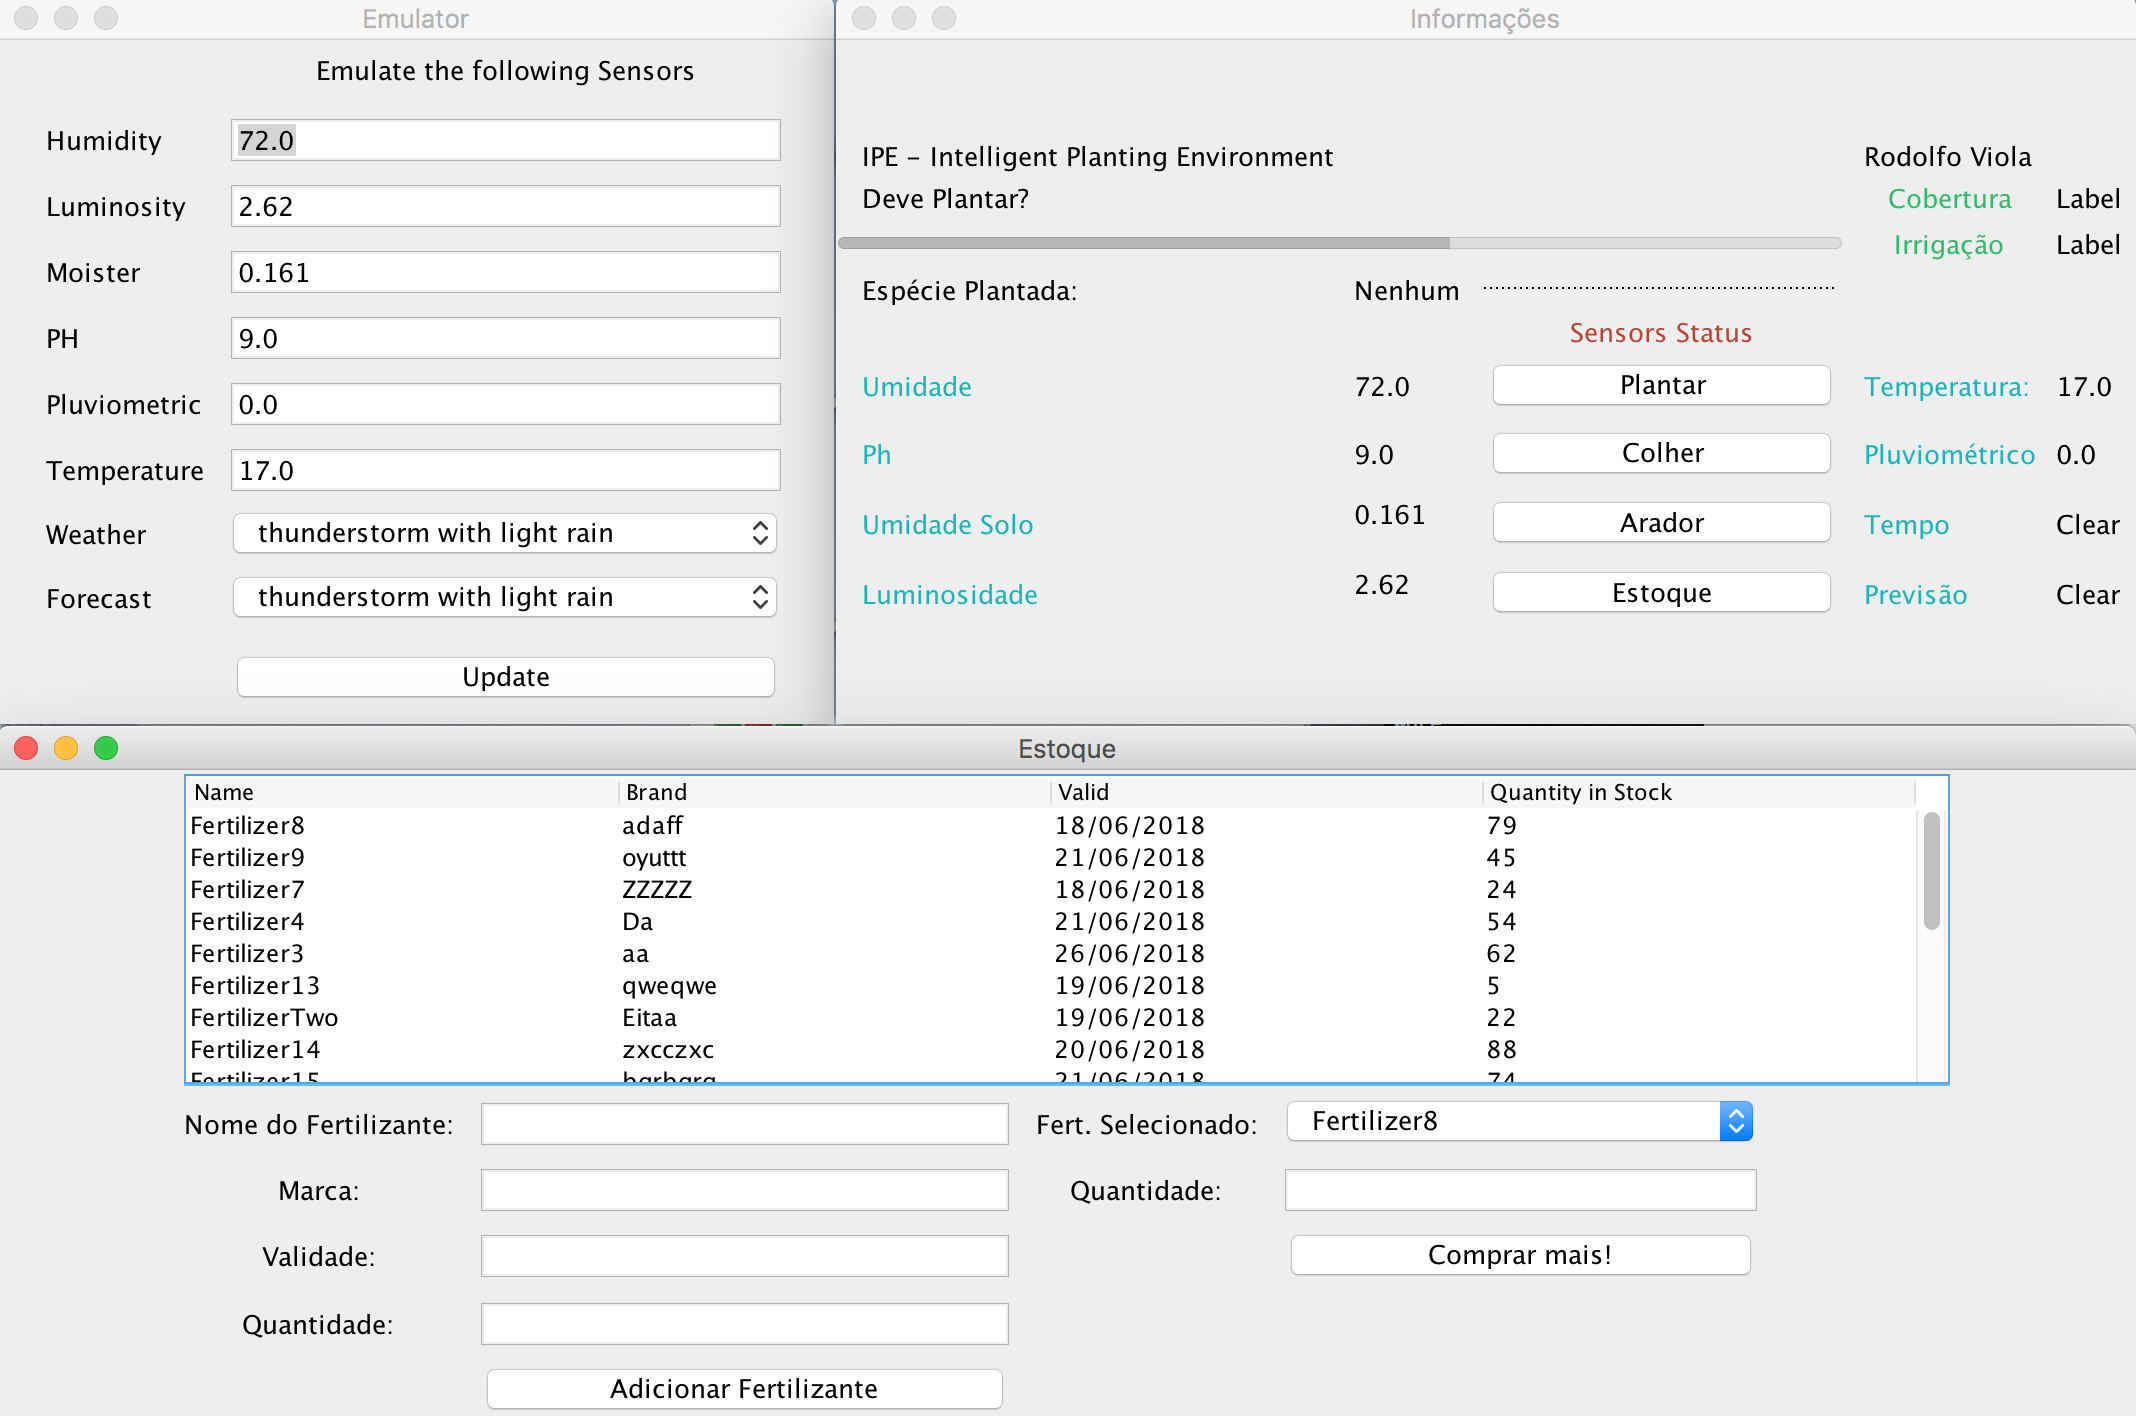 Emulator
Emulate the following Sensors
Humidity 72.0
Luminosity 2.62
Moister 0.161
PH 9.0
Pluviometric 0.0
Temperature 17.0
Weather thunderstorm with light rain
Forecast thunderstorm with light rain
Update
Informações
IPE - Intelligent Planting Environment Rodolfo Viola
Deve Plantar? Cobertura Label
Irrigação Label
Espécie Plantada: Nenhum
Sensors Status
Umidade 72.0 Plantar Temperatura: 17.0
Ph 9.0 Colher Pluviométrico 0.0
Umidade Solo 0.161 Arador Tempo Clear
Luminosidade 2.62 Estoque Previsão Clear
Estoque
Name Brand Valid Quantity in Stock
Fertilizer8 adaff 18/06/2018 79
Fertilizer9 oyuttt 21/06/2018 45
Fertilizer7 ZZZZZ 18/06/2018 24
Fertilizer4 Da 21/06/2018 54
Fertilizer3 aa 26/06/2018 62
Fertilizer13 qweqwe 19/06/2018 5
FertilizerTwo Eitaa 19/06/2018 22
Fertilizer14 zxcczxc 20/06/2018 88
Fertilizer15 21/06/2018 74
Nome do Fertilizante: Fert. Selecionado: Fertilizer8
Marca: Quantidade:
Validade: Comprar mais!
Quantidade:
Adicionar Fertilizante